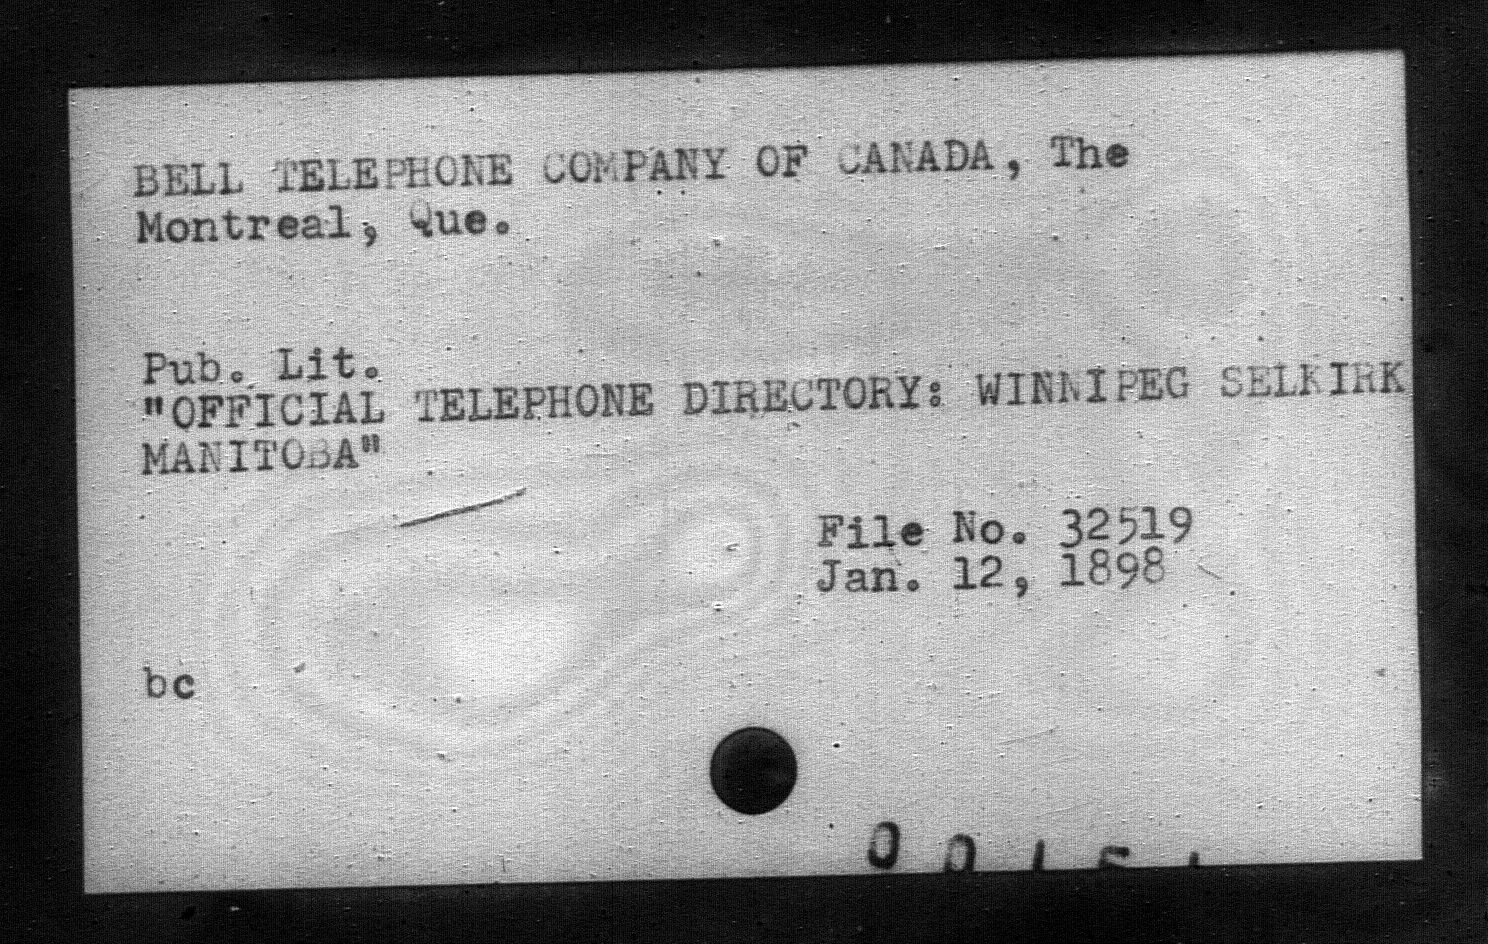 BELL TELEPHONE COMPANY OF CANADA, The
Montreal, Que.
Pub. Lit.
"OFFICIAL TELEPHONE DIRECTORY: WINNIPEG SELKIRK
MANITOBA"
File No. 32519
Jan. 12, 1898
bc